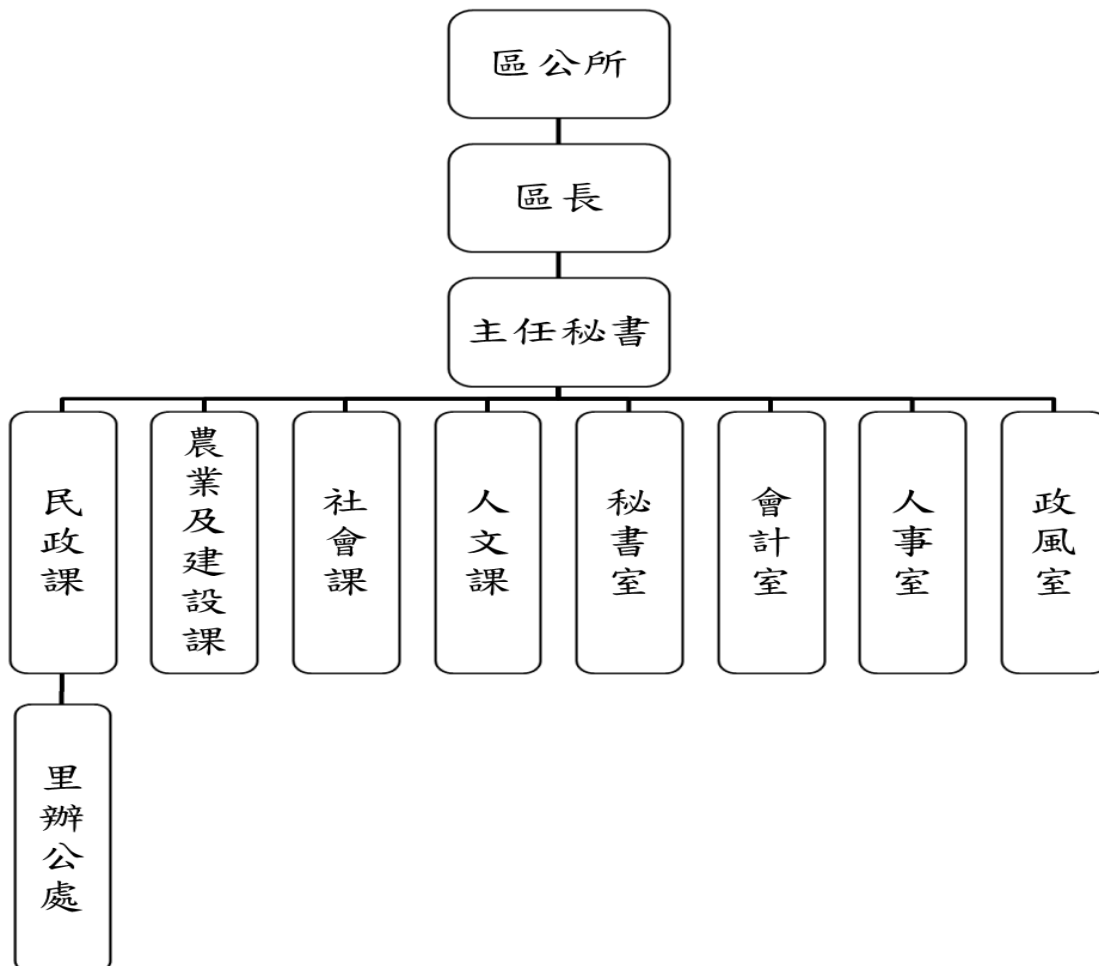 區公所
區長
主任秘書
民政課
農業及建設課
社會課
人文課
秘書室
會計室
人事室
政風室
里辦公處